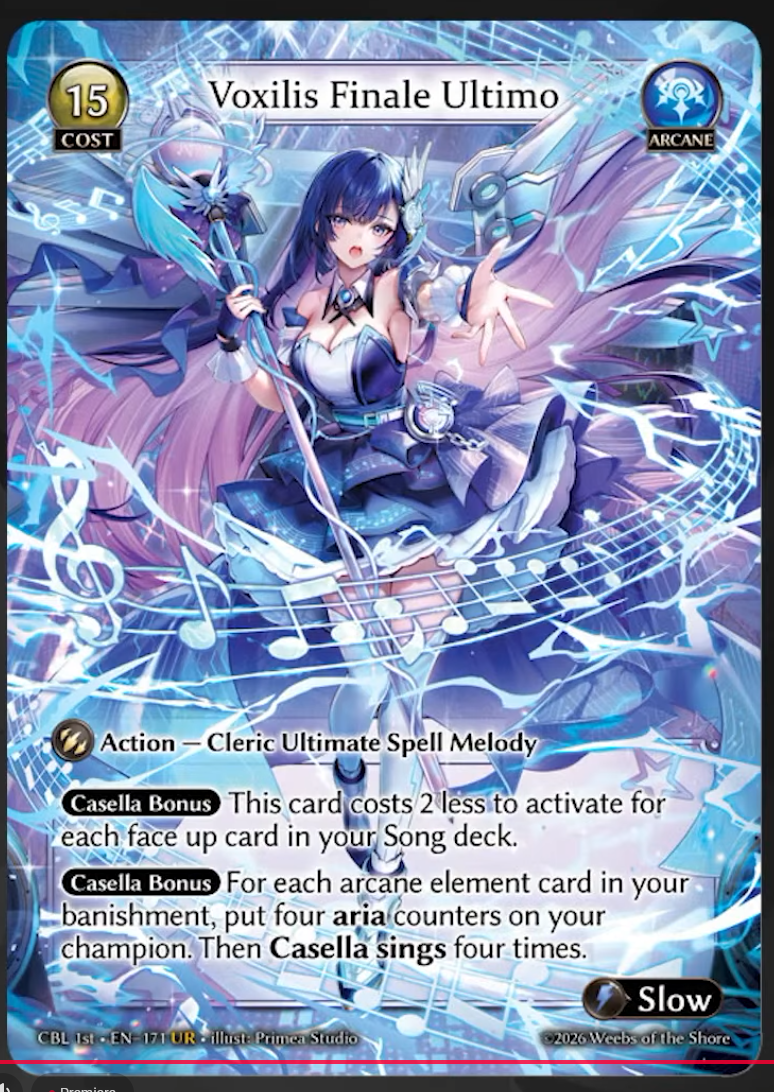 15
COST
Voxilis Finale Ultimo
ARCANE
Action — Cleric Ultimate Spell Melody
Casella Bonus This card costs 2 less to activate for
each face up card in your Song deck.
Casella Bonus For each arcane element card in your
banishment, put four aria counters on your
champion. Then Casella sings four times.
Slow
CBL 1st • EN-171 UR • illust: Primea Studio
©2026 Weebs of the Shore